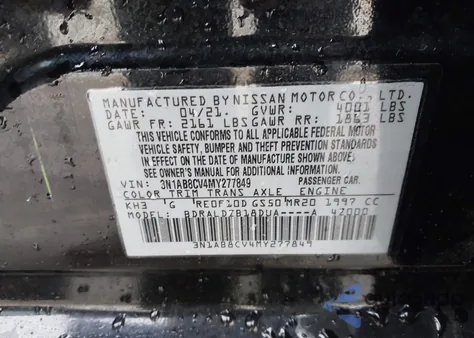 MANUFACTURED BY NISSAN MOTOR CO., LTD.
DATE: 04/21. GVWR: 4001 LBS
GAWR FR: 2161 LBS GAWR RR: 1863 LBS
THIS VEHICLE CONFORMS TO ALL APPLICABLE FEDERAL MOTOR
VEHICLE SAFETY, BUMPER AND THEFT PREVENTION STANDARDS
IN EFFECT ON THE DATE OF MANUFACTURE SHOWN ABOVE.
SEE OWNER'S MANUAL FOR ADDITIONAL INFORMATION.
VIN: 3N1AB8CV4MY277849 PASSENGER CAR.
COLOR TRIM TRANS AXLE ENGINE
KH3 'G 'RE0F10D GS50 MR20 1997 CC
MODEL: BDRALDZB18DUA----A 4Z000
3N1AB8CV4MY277849